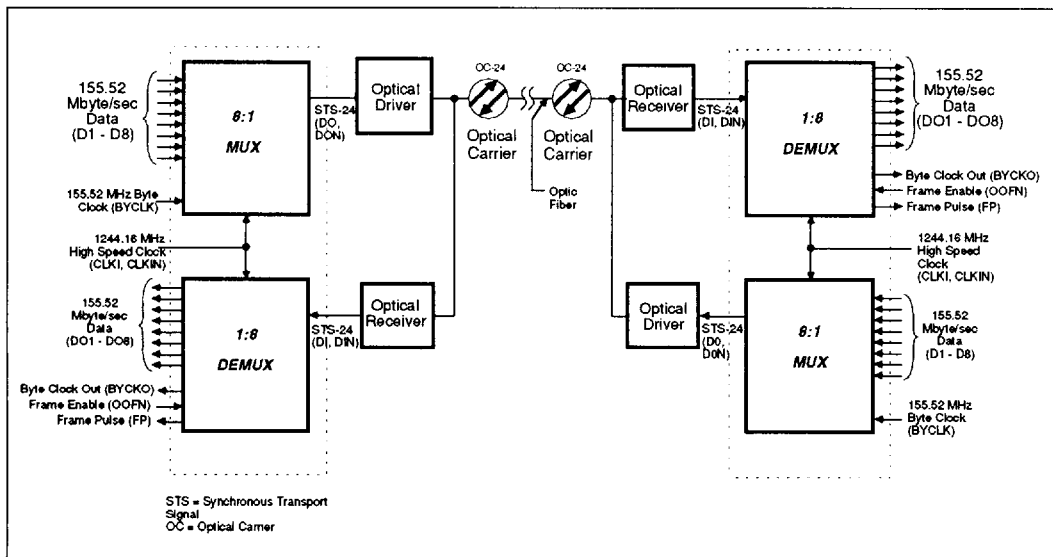 155.52
Mbyte/sec
Data
(D1 - D8)
8:1
MUX
155.52 MHz Byte
Clock (BYCLK)
STS-24
(DO,
DON)
Optical
Driver
OC-24
Optical
Carrier
OC-24
Optical
Carrier
Optic
Fiber
Optical
Receiver
STS-24
(DI, DIN)
1:8
DEMUX
155.52
Mbyte/sec
Data
(DO1 - DO8)
Byte Clock Out (BYCKO)
Frame Enable (OOFN)
Frame Pulse (FP)
1244.16 MHz
High Speed Clock
(CLKI, CLKIN)
1244.16 MHz
High Speed
Clock
(CLKI, CLKIN)
155.52
Mbyte/sec
Data
(DO1 - DO8)
1:8
DEMUX
STS-24
(DI, DIN)
Optical
Receiver
Byte Clock Out (BYCKO)
Frame Enable (OOFN)
Frame Pulse (FP)
Optical
Driver
STS-24
(D0,
D0N)
8:1
MUX
155.52
Mbyte/sec
Data
(D1 - D8)
155.52 MHz
Byte Clock
(BYCLK)
STS = Synchronous Transport
Signal
OC = Optical Carrier